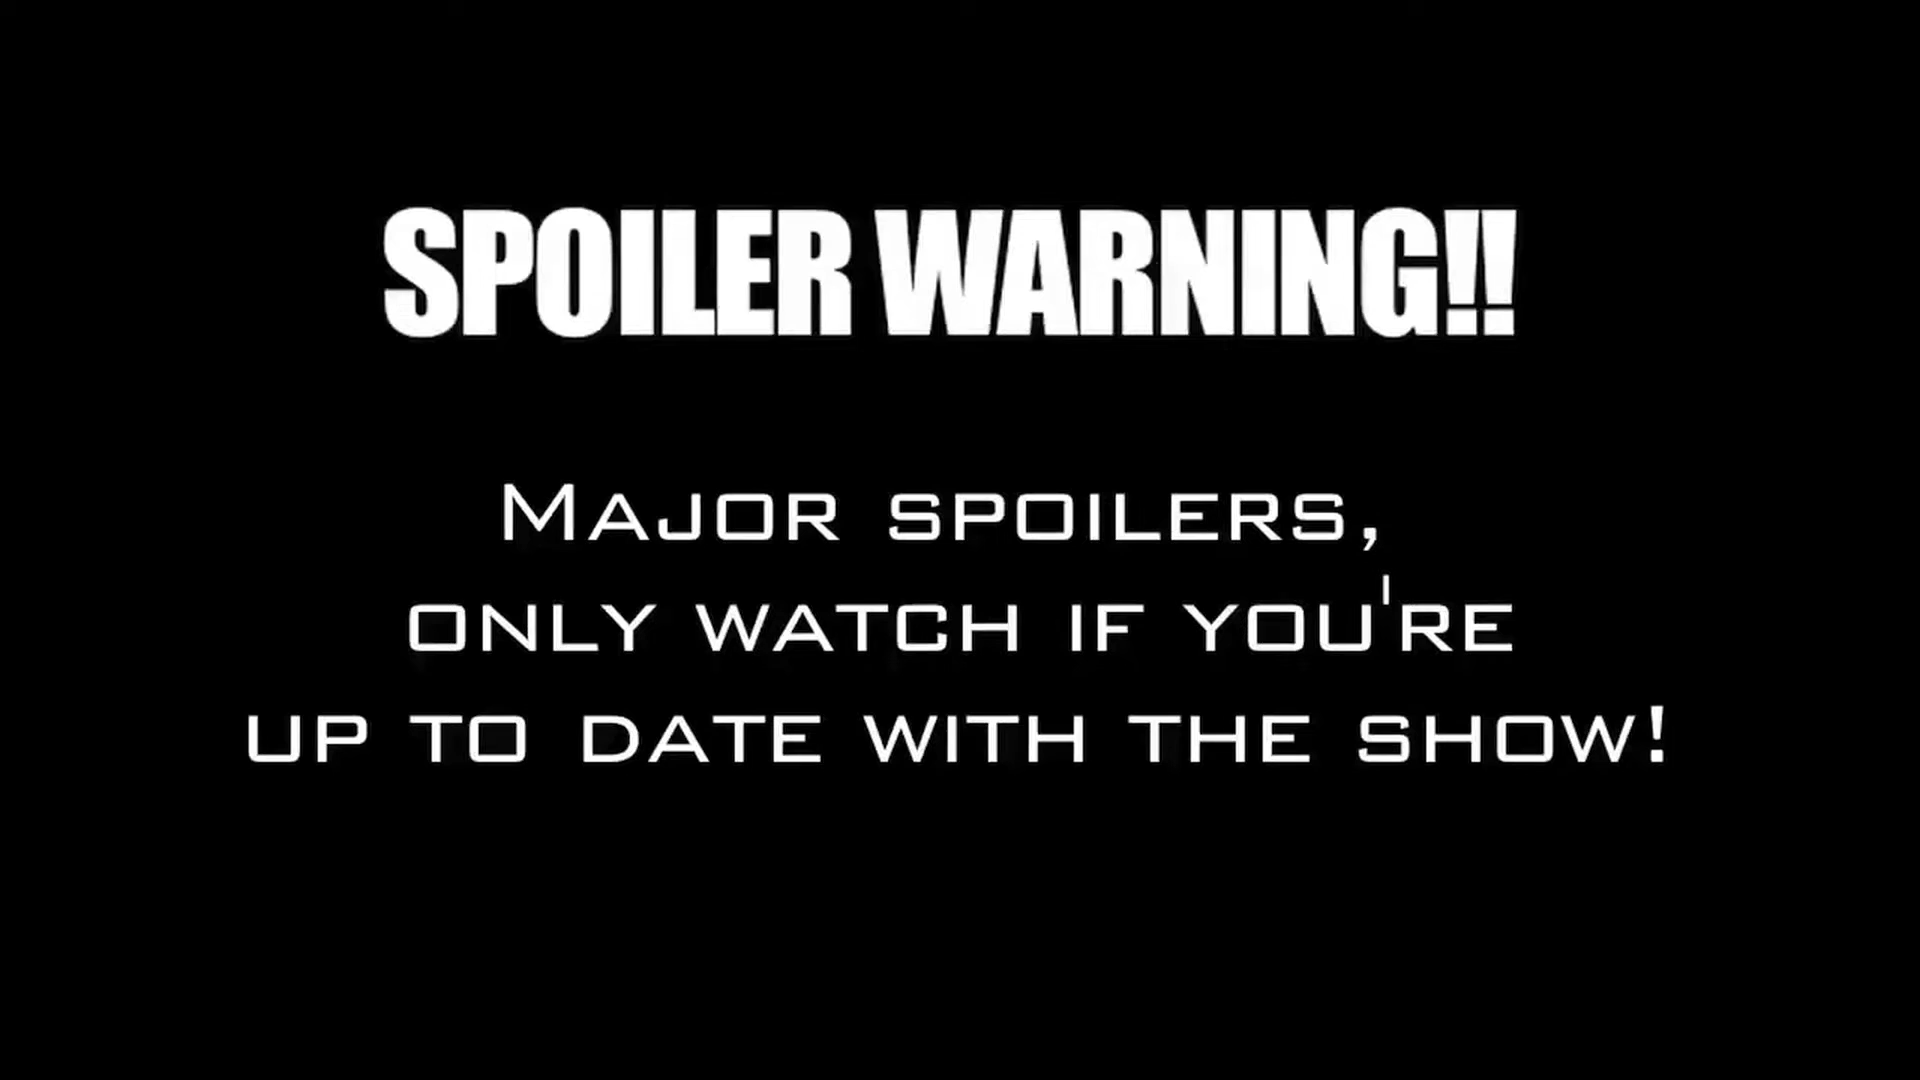 SPOILER WARNING!!
Major spoilers,
only watch if you're
up to date with the show!